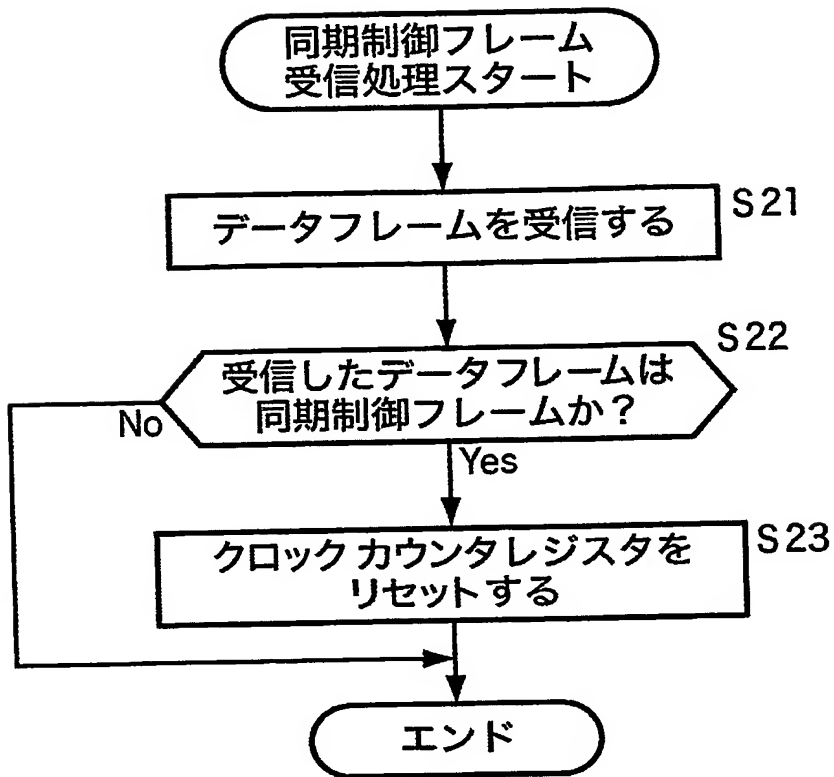 同期制御フレーム
受信処理スタート
S21
データフレームを受信する
S22
受信したデータフレームは
同期制御フレームか?
No
Yes
S23
クロックカウンタレジスタを
リセットする
エンド